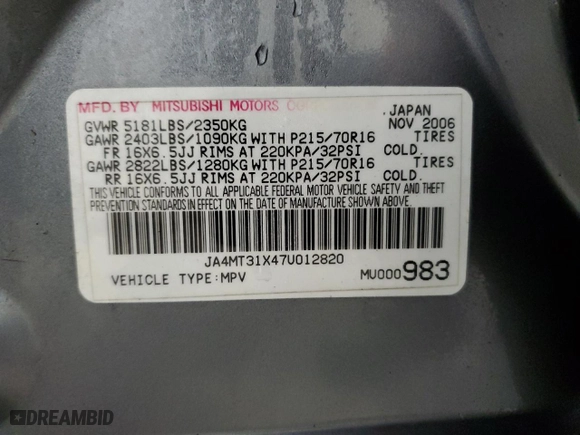 MFD. BY MITSUBISHI MOTORS JAPAN
GVWR 5181LBS/2350KG NOV 2006
GAWR 2403LBS/1090KG WITH P215/70R16 TIRES
FR 16X6.5JJ RIMS AT 220KPA/32PSI COLD.
GAWR 2822LBS/1280KG WITH P215/70R16 TIRES
RR 16X6.5JJ RIMS AT 220KPA/32PSI COLD.
THIS VEHICLE CONFORMS TO ALL APPLICABLE FEDERAL MOTOR VEHICLE SAFETY AND THEFT
PREVENTION STANDARDS IN EFFECT ON THE DATE OF MANUFACTURE SHOWN ABOVE.
JA4MT31X47U012820
VEHICLE TYPE:MPV MU000983
DREAMBID